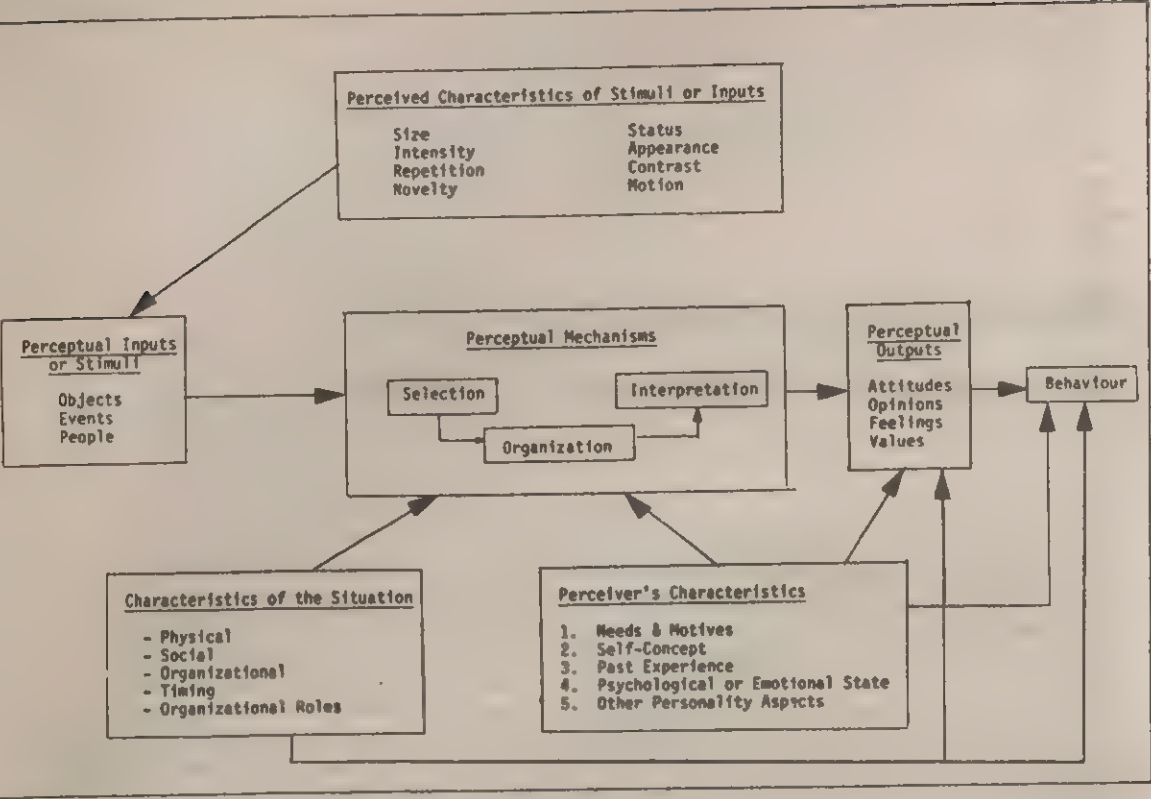 Perceived Characteristics of Stimuli or Inputs
Size
Intensity
Repetition
Novelty
Status
Appearance
Contrast
Motion
Perceptual Inputs
or Stimuli
Objects
Events
People
Perceptual Mechanisms
Selection
Organization
Interpretation
Perceptual
Outputs
Attitudes
Opinions
Feelings
Values
Behaviour
Characteristics of the Situation
- Physical
- Social
- Organizational
- Timing
- Organizational Roles
Perceiver's Characteristics
1. Needs & Motives
2. Self-Concept
3. Past Experience
4. Psychological or Emotional State
5. Other Personality Aspects